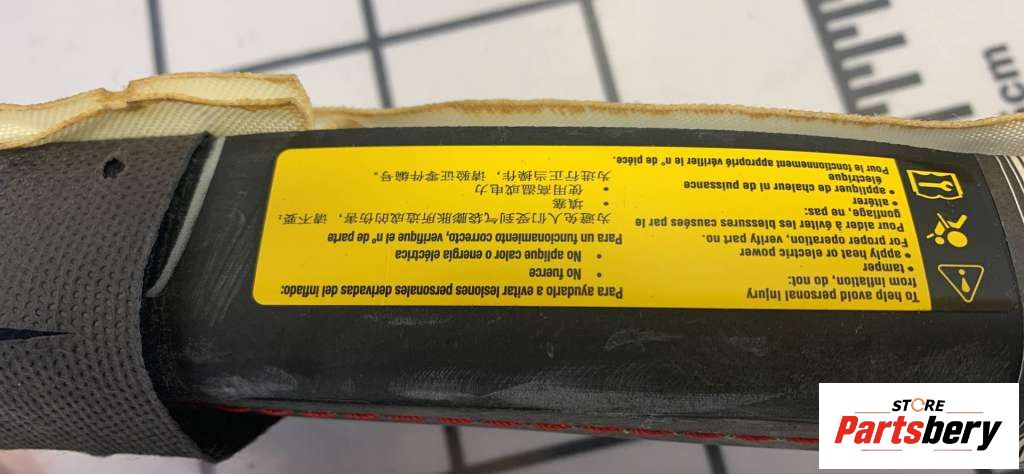 To help avoid personal injury
from inflation, do not:
• tamper
• apply heat or electric power
For proper operation, verify part no.
Pour aider à éviter les blessures causées par le
gonflage, ne pas:
• altérer
• appliquer de chaleur ni de puissance
électrique
Pour le fonctionnement approprié vérifier le nº de pièce.
Para ayudarlo a evitar lesiones personales derivadas del inflado:
• No fuerce
• No aplique calor o energía eléctrica
Para un funcionamiento correcto, verifique el nº de parte
为避免人们受到气袋膨胀所造成的伤害,请不要:
• 填塞
• 使用高温或电力
为进行正当操作,请验证零件编号。
cm
STORE
Partsbery